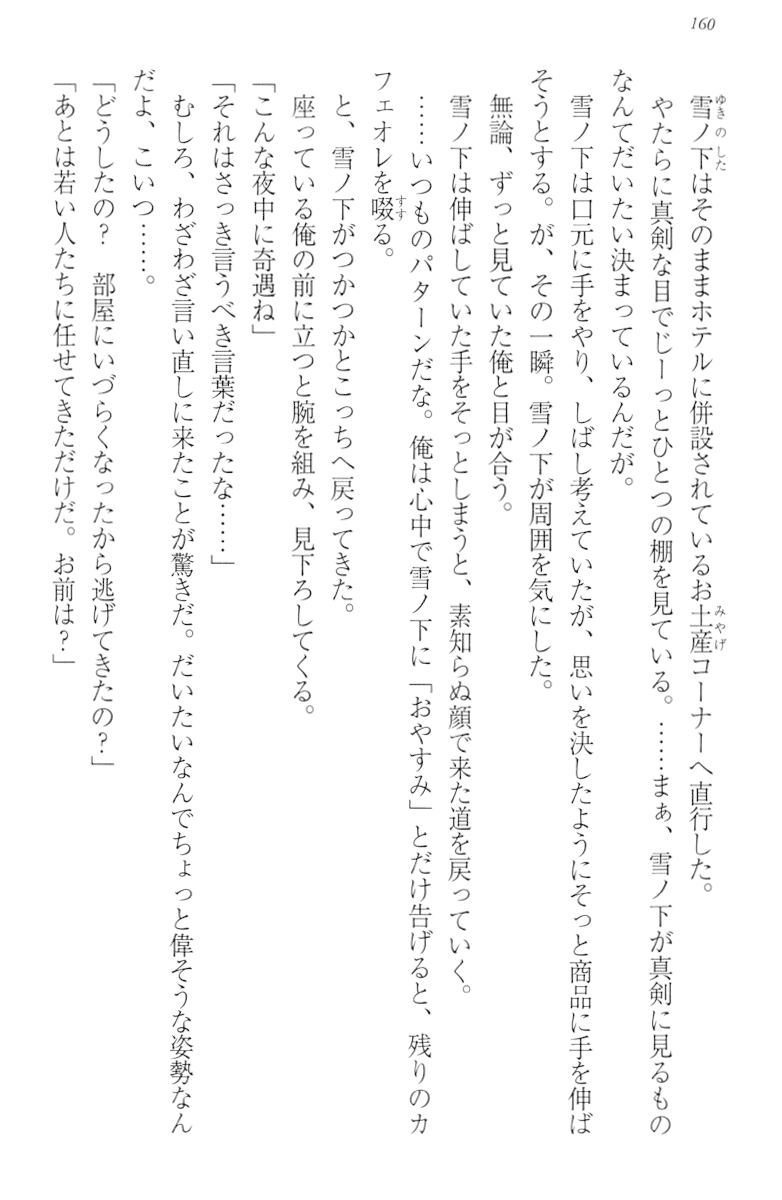 160
雪ノ下はそのままホテルに併設されているお土産コーナーへ直行した。
やたらに真剣な目でじーっとひとつの棚を見ている。……まぁ、雪ノ下が真剣に見るもの
なんてだいたい決まっているんだが。
雪ノ下は口元に手をやり、しばし考えていたが、思いを決したようにそっと商品に手を伸ば
そうとする。が、その一瞬。雪ノ下が周囲を気にした。
無論、ずっと見ていた俺と目が合う。
雪ノ下は伸ばしていた手をそっとしまうと、素知らぬ顔で来た道を戻っていく。
……いつものパターンだな。俺は心中で雪ノ下に「おやすみ」とだけ告げると、残りのカ
フェオレを啜る。
と、雪ノ下がつかつかとこっちへ戻ってきた。
座っている俺の前に立つと腕を組み、見下ろしてくる。
「こんな夜中に奇遇ね」
「それはさっき言うべき言葉だったな……」
むしろ、わざわざ言い直しに来たことが驚きだ。だいたいなんでちょっと偉そうな姿勢なん
だよ、こいつ……。
「どうしたの？　部屋にいづらくなったから逃げてきたの？」
「あとは若い人たちに任せてきただけだ。お前は？」